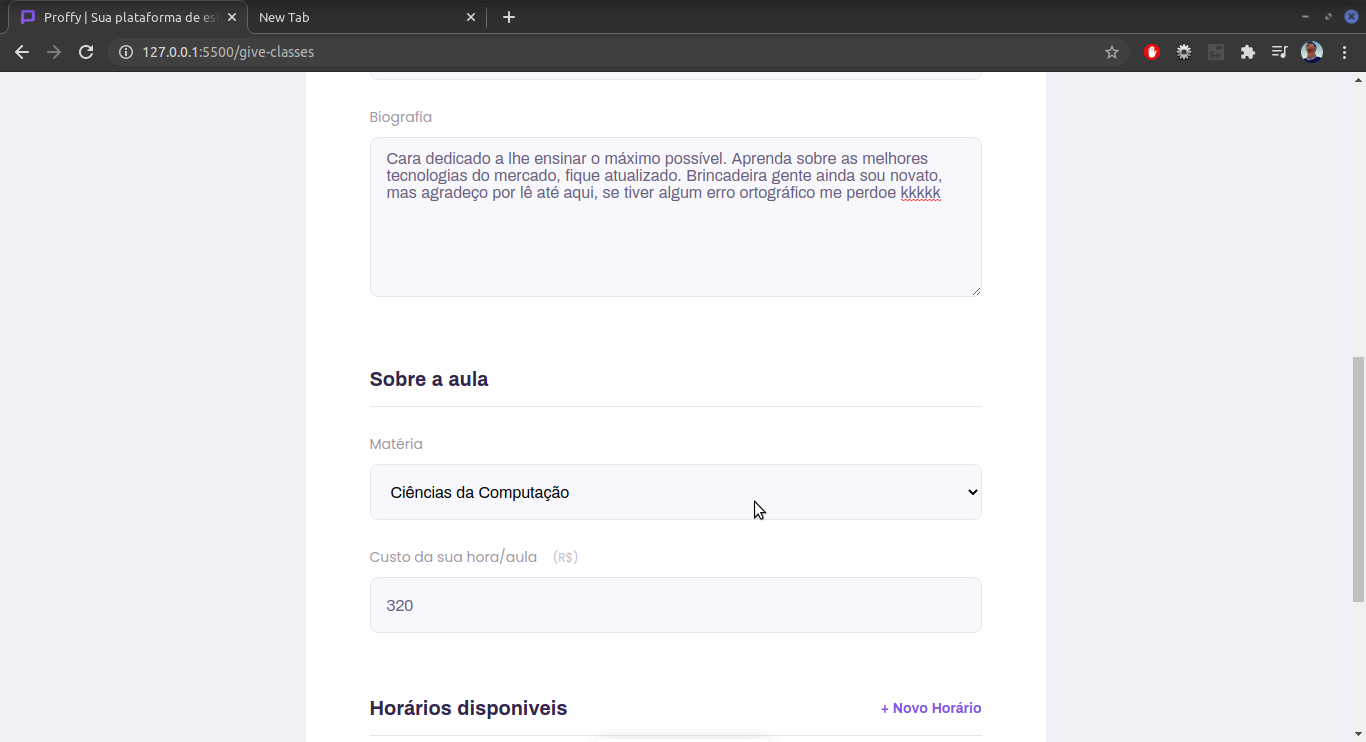 Proffy | Sua plataforma de es
New Tab
127.0.0.1:5500/give-classes
Biografia
Cara dedicado a lhe ensinar o máximo possível. Aprenda sobre as melhores
tecnologias do mercado, fique atualizado. Brincadeira gente ainda sou novato,
mas agradeço por lê até aqui, se tiver algum erro ortográfico me perdoe kkkkk
Sobre a aula
Matéria
Ciências da Computação
Custo da sua hora/aula (R$)
320
Horários disponiveis
+ Novo Horário